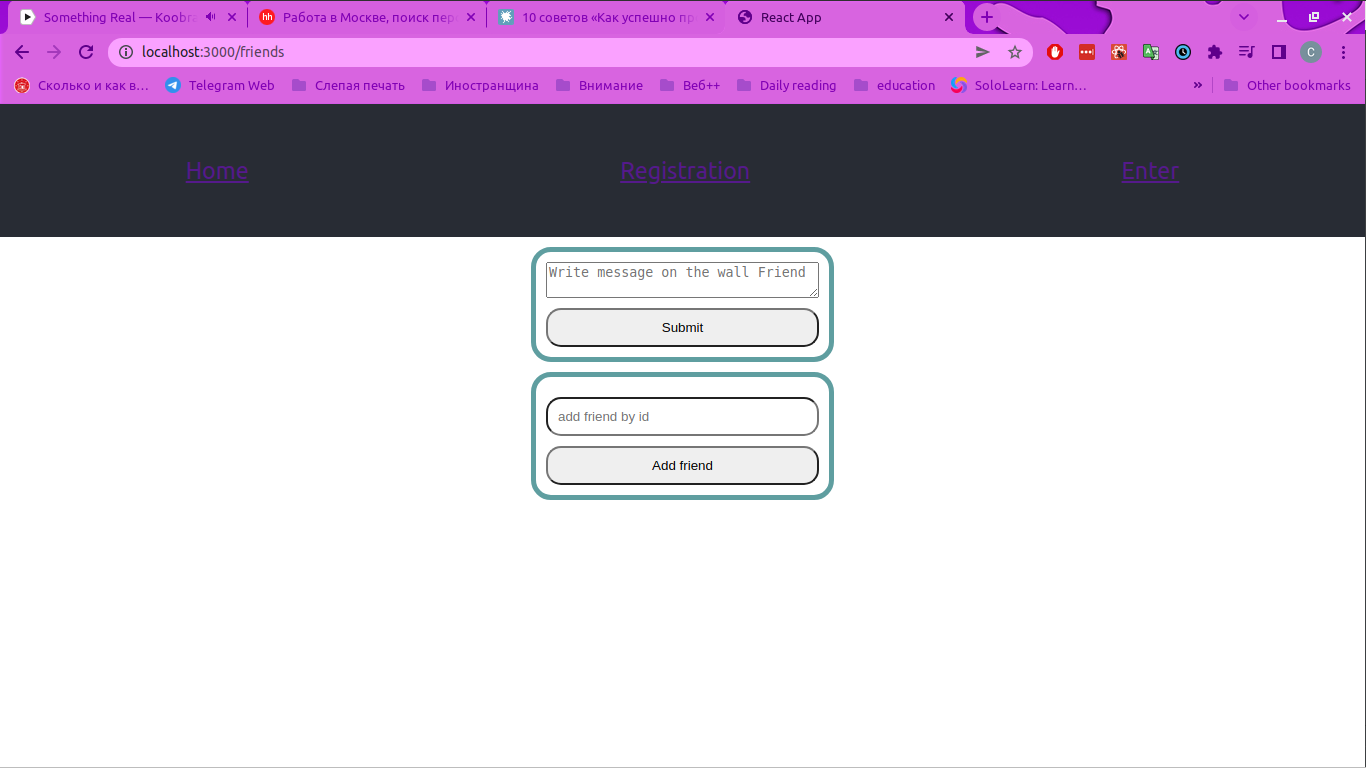 Something Real — Koobra
Работа в Москве, поиск перс
10 советов «Как успешно пр
React App
localhost:3000/friends
C
Сколько и как в…
Telegram Web
Слепая печать
Иностранщина
Внимание
Веб++
Daily reading
education
SoloLearn: Learn…
»
Other bookmarks
Home
Registration
Enter
Write message on the wall Friend
Submit
add friend by id
Add friend